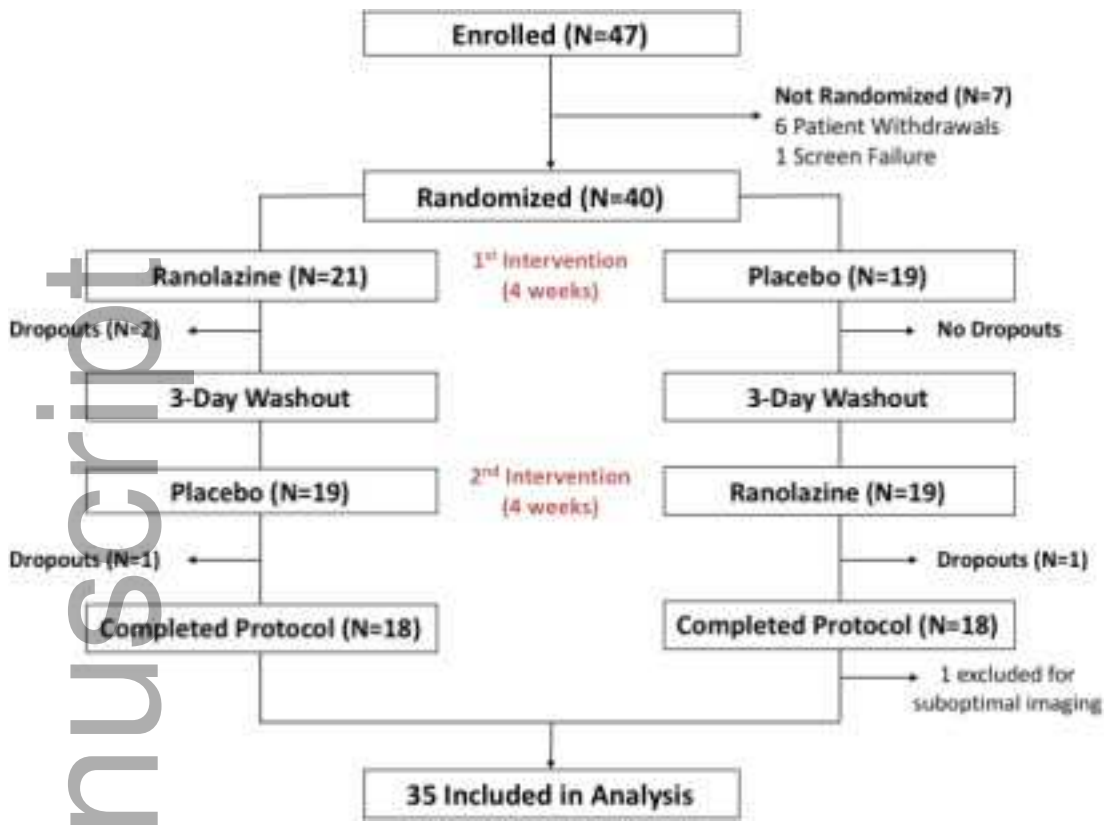 Enrolled (N=47)
Not Randomized (N=7)
6 Patient Withdrawals
1 Screen Failure
Randomized (N=40)
Ranolazine (N=21)
1st Intervention
(4 weeks)
Placebo (N=19)
Dropouts (N=2)
No Dropouts
3-Day Washout
3-Day Washout
Placebo (N=19)
2nd Intervention
(4 weeks)
Ranolazine (N=19)
Dropouts (N=1)
Dropouts (N=1)
Completed Protocol (N=18)
Completed Protocol (N=18)
1 excluded for
suboptimal imaging
35 Included in Analysis
nuscript